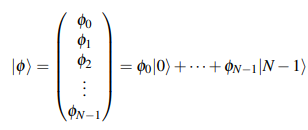 |ϕ⟩ = (ϕ₀
ϕ₁
ϕ₂
⋮
ϕ_{N−1}) = ϕ₀|0⟩ + ⋯ + ϕ_{N−1}|N − 1⟩